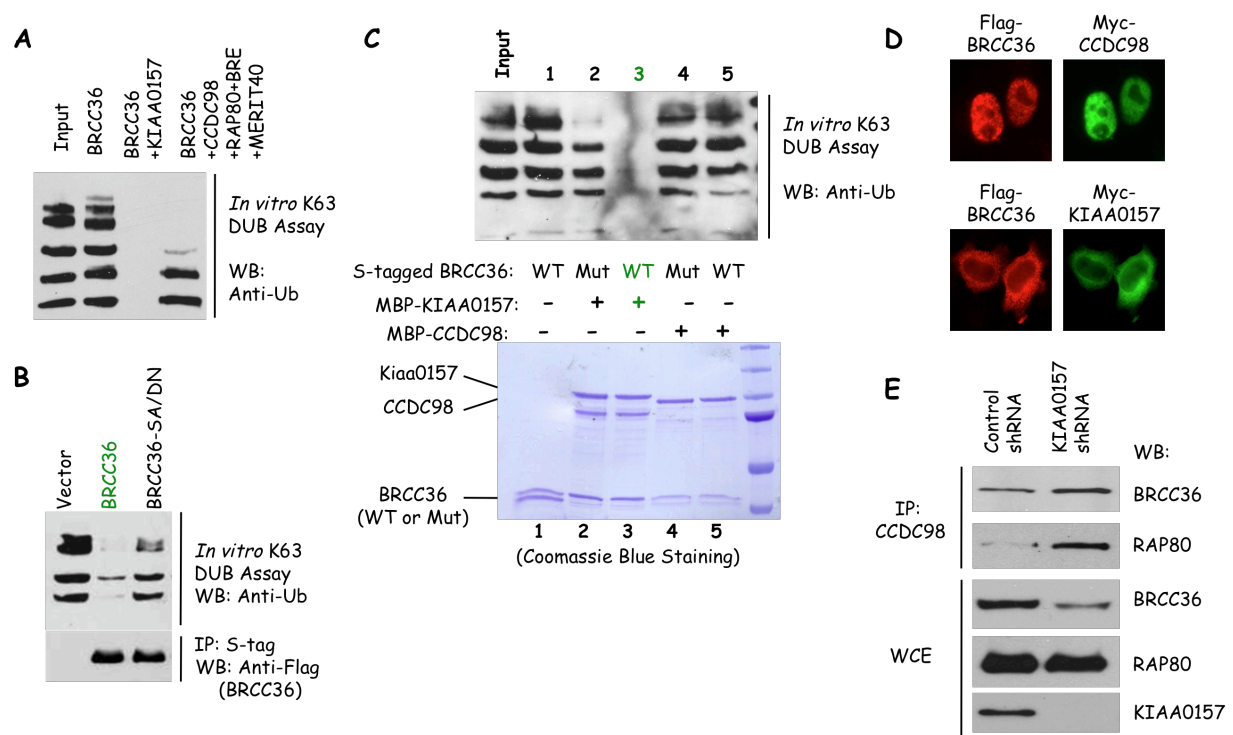 A
Input
BRCC36
BRCC36
+KIAA0157
BRCC36
+CCDC98
+RAP80+BRE
+MERIT40
In vitro K63
DUB Assay
WB:
Anti-Ub
B
Vector
BRCC36
BRCC36-SA/DN
In vitro K63
DUB Assay
WB: Anti-Ub
IP: S-tag
WB: Anti-Flag
(BRCC36)
C
Input
1 2 3 4 5
In vitro K63
DUB Assay
WB: Anti-Ub
S-tagged BRCC36: WT Mut WT Mut WT
MBP-KIAA0157: - + + - -
MBP-CCDC98: - - - + +
Kiaa0157
CCDC98
BRCC36
(WT or Mut)
1 2 3 4 5
(Coomassie Blue Staining)
D
Flag-
BRCC36
Myc-
CCDC98
Flag-
BRCC36
Myc-
KIAA0157
E
Control
shRNA
KIAA0157
shRNA
WB:
IP:
CCDC98
BRCC36
RAP80
WCE
BRCC36
RAP80
KIAA0157